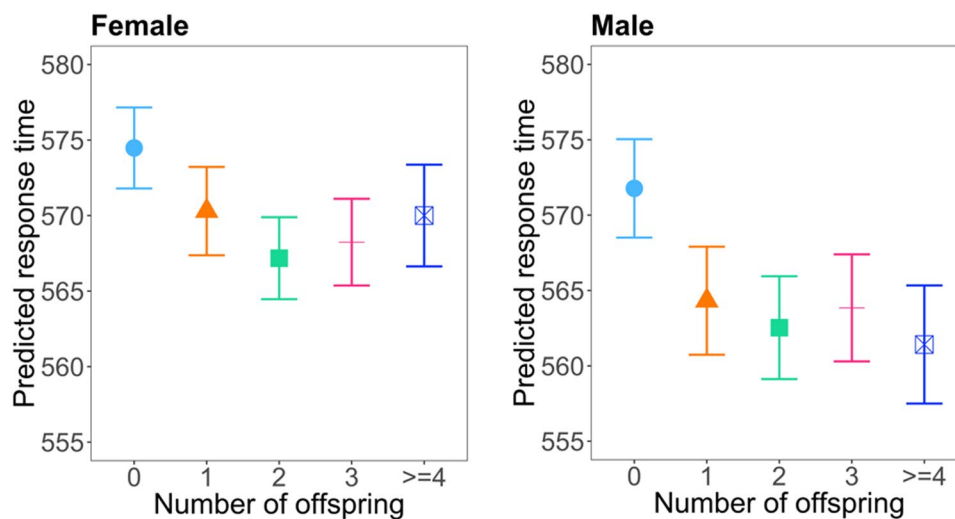 Female
Predicted response time
580
575
570
565
560
555
0 1 2 3 >=4
Number of offspring
Male
Predicted response time
580
575
570
565
560
555
0 1 2 3 >=4
Number of offspring